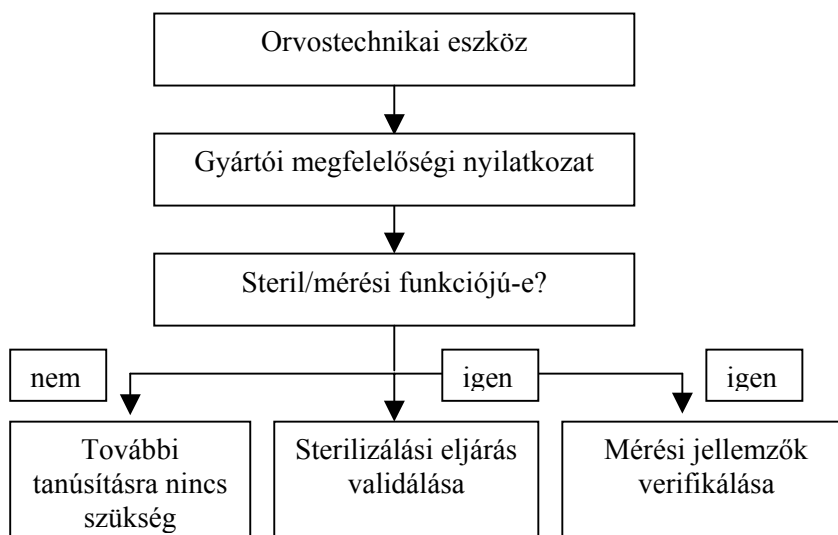 Orvostechnikai eszköz
Gyártói megfelelőségi nyilatkozat
Steril/mérési funkciójú-e?
nem
igen
igen
További
tanúsításra nincs
szükség
Sterilizálási eljárás
validálása
Mérési jellemzők
verifikálása